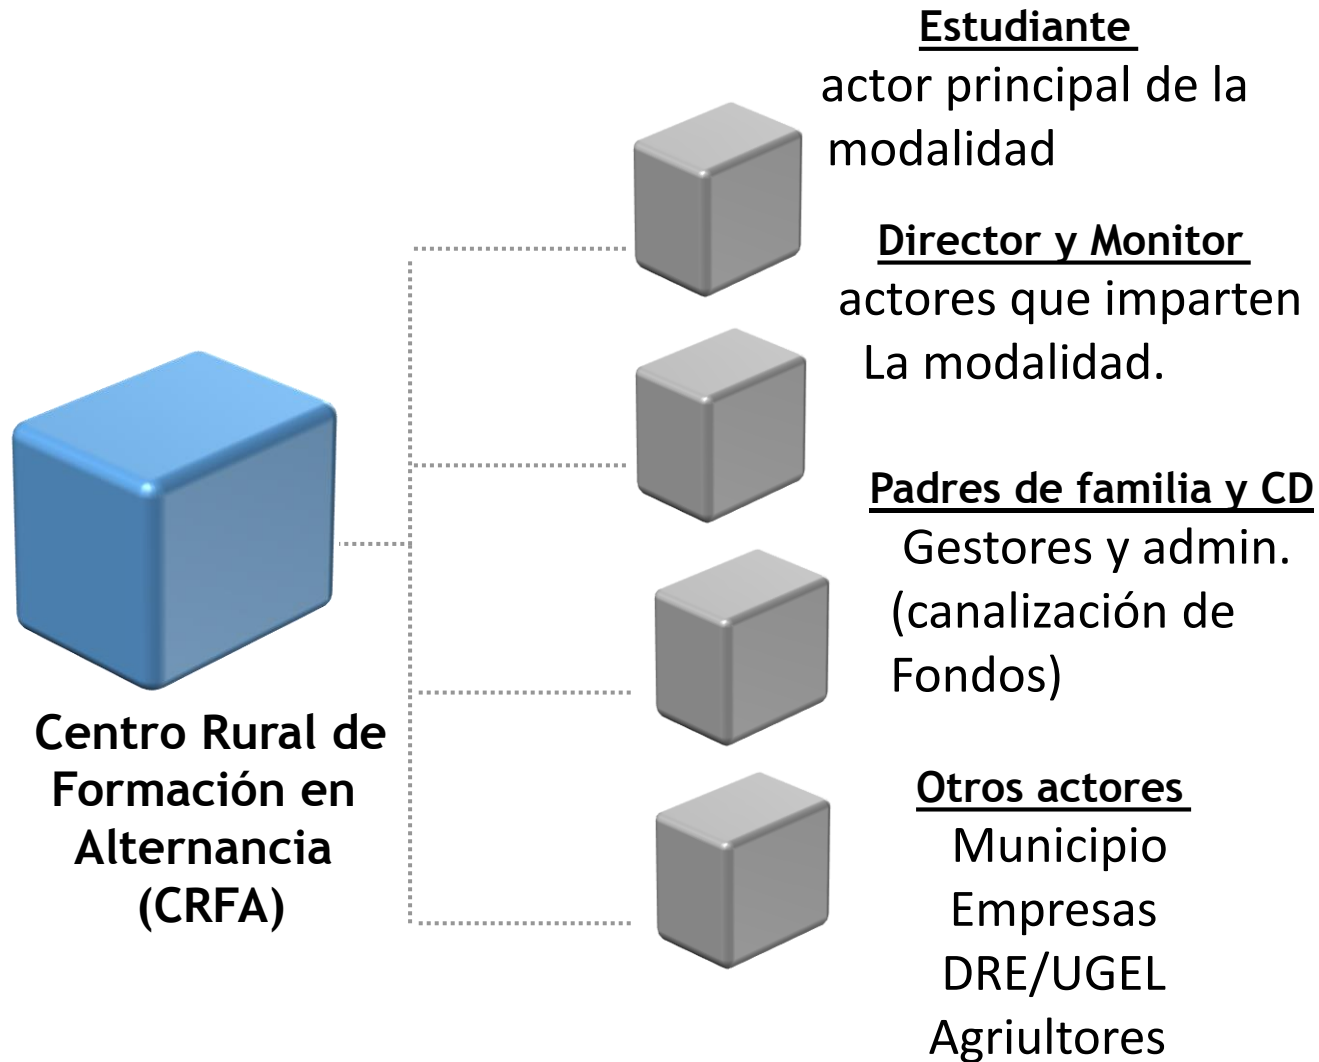 Estudiante
actor principal de la
modalidad
Director y Monitor
actores que imparten
La modalidad.
Padres de familia y CD
Gestores y admin.
(canalización de
Fondos)
Otros actores
Municipio
Empresas
DRE/UGEL
Agriultores
Centro Rural de
Formación en
Alternancia
(CRFA)